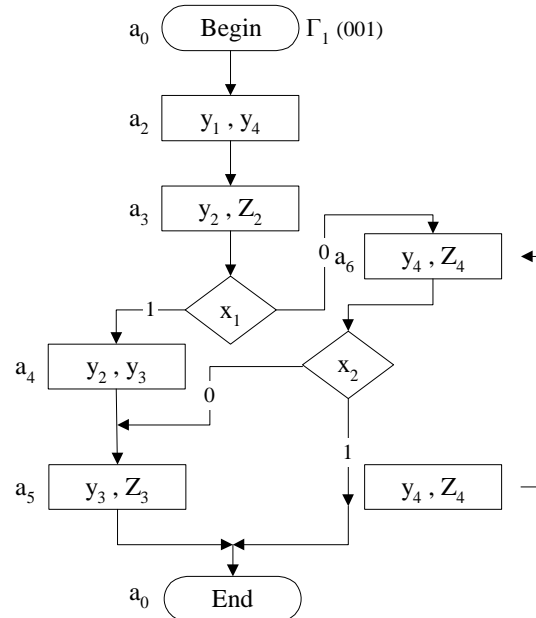 a₀ Begin Γ₁ (001)
a₂ y₁ , y₄
a₃ y₂ , Z₂
0
a₆ y₄ , Z₄
1 x₁
a₄ y₂ , y₃
x₂
0
1
a₅ y₃ , Z₃
y₄ , Z₄
a₀ End